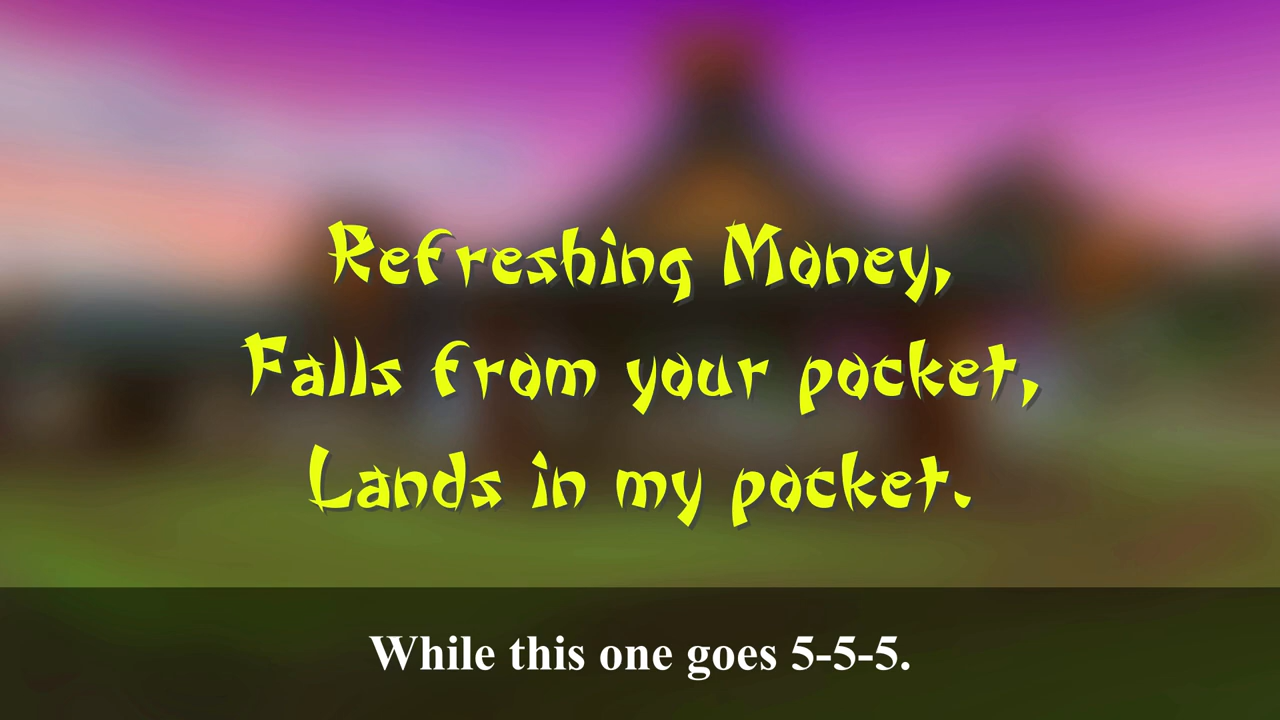 Refreshing Money,
Falls from your pocket,
Lands in my pocket.
While this one goes 5-5-5.